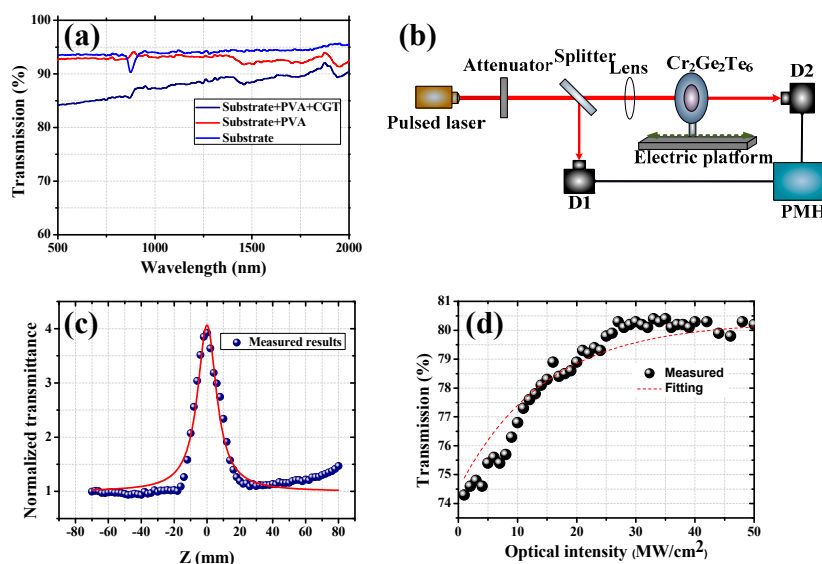 (a)
100
95
90
85
80
70
60
Transmission (%)
Substrate+PVA+CGT
Substrate+PVA
Substrate
500
1000
1500
2000
Wavelength (nm)
(b)
Pulsed laser
Attenuator
Splitter
Lens
Cr2Ge2Te6
D2
Electric platform
D1
PMH
(c)
4
3
2
1
Normalized transmittance
Measured results
-80 -60 -40 -20 0 20 40 60 80
Z (mm)
(d)
81
80
79
78
77
76
75
74
Transmission (%)
Measured
Fitting
0 10 20 30 40 50
Optical intensity (MW/cm²)